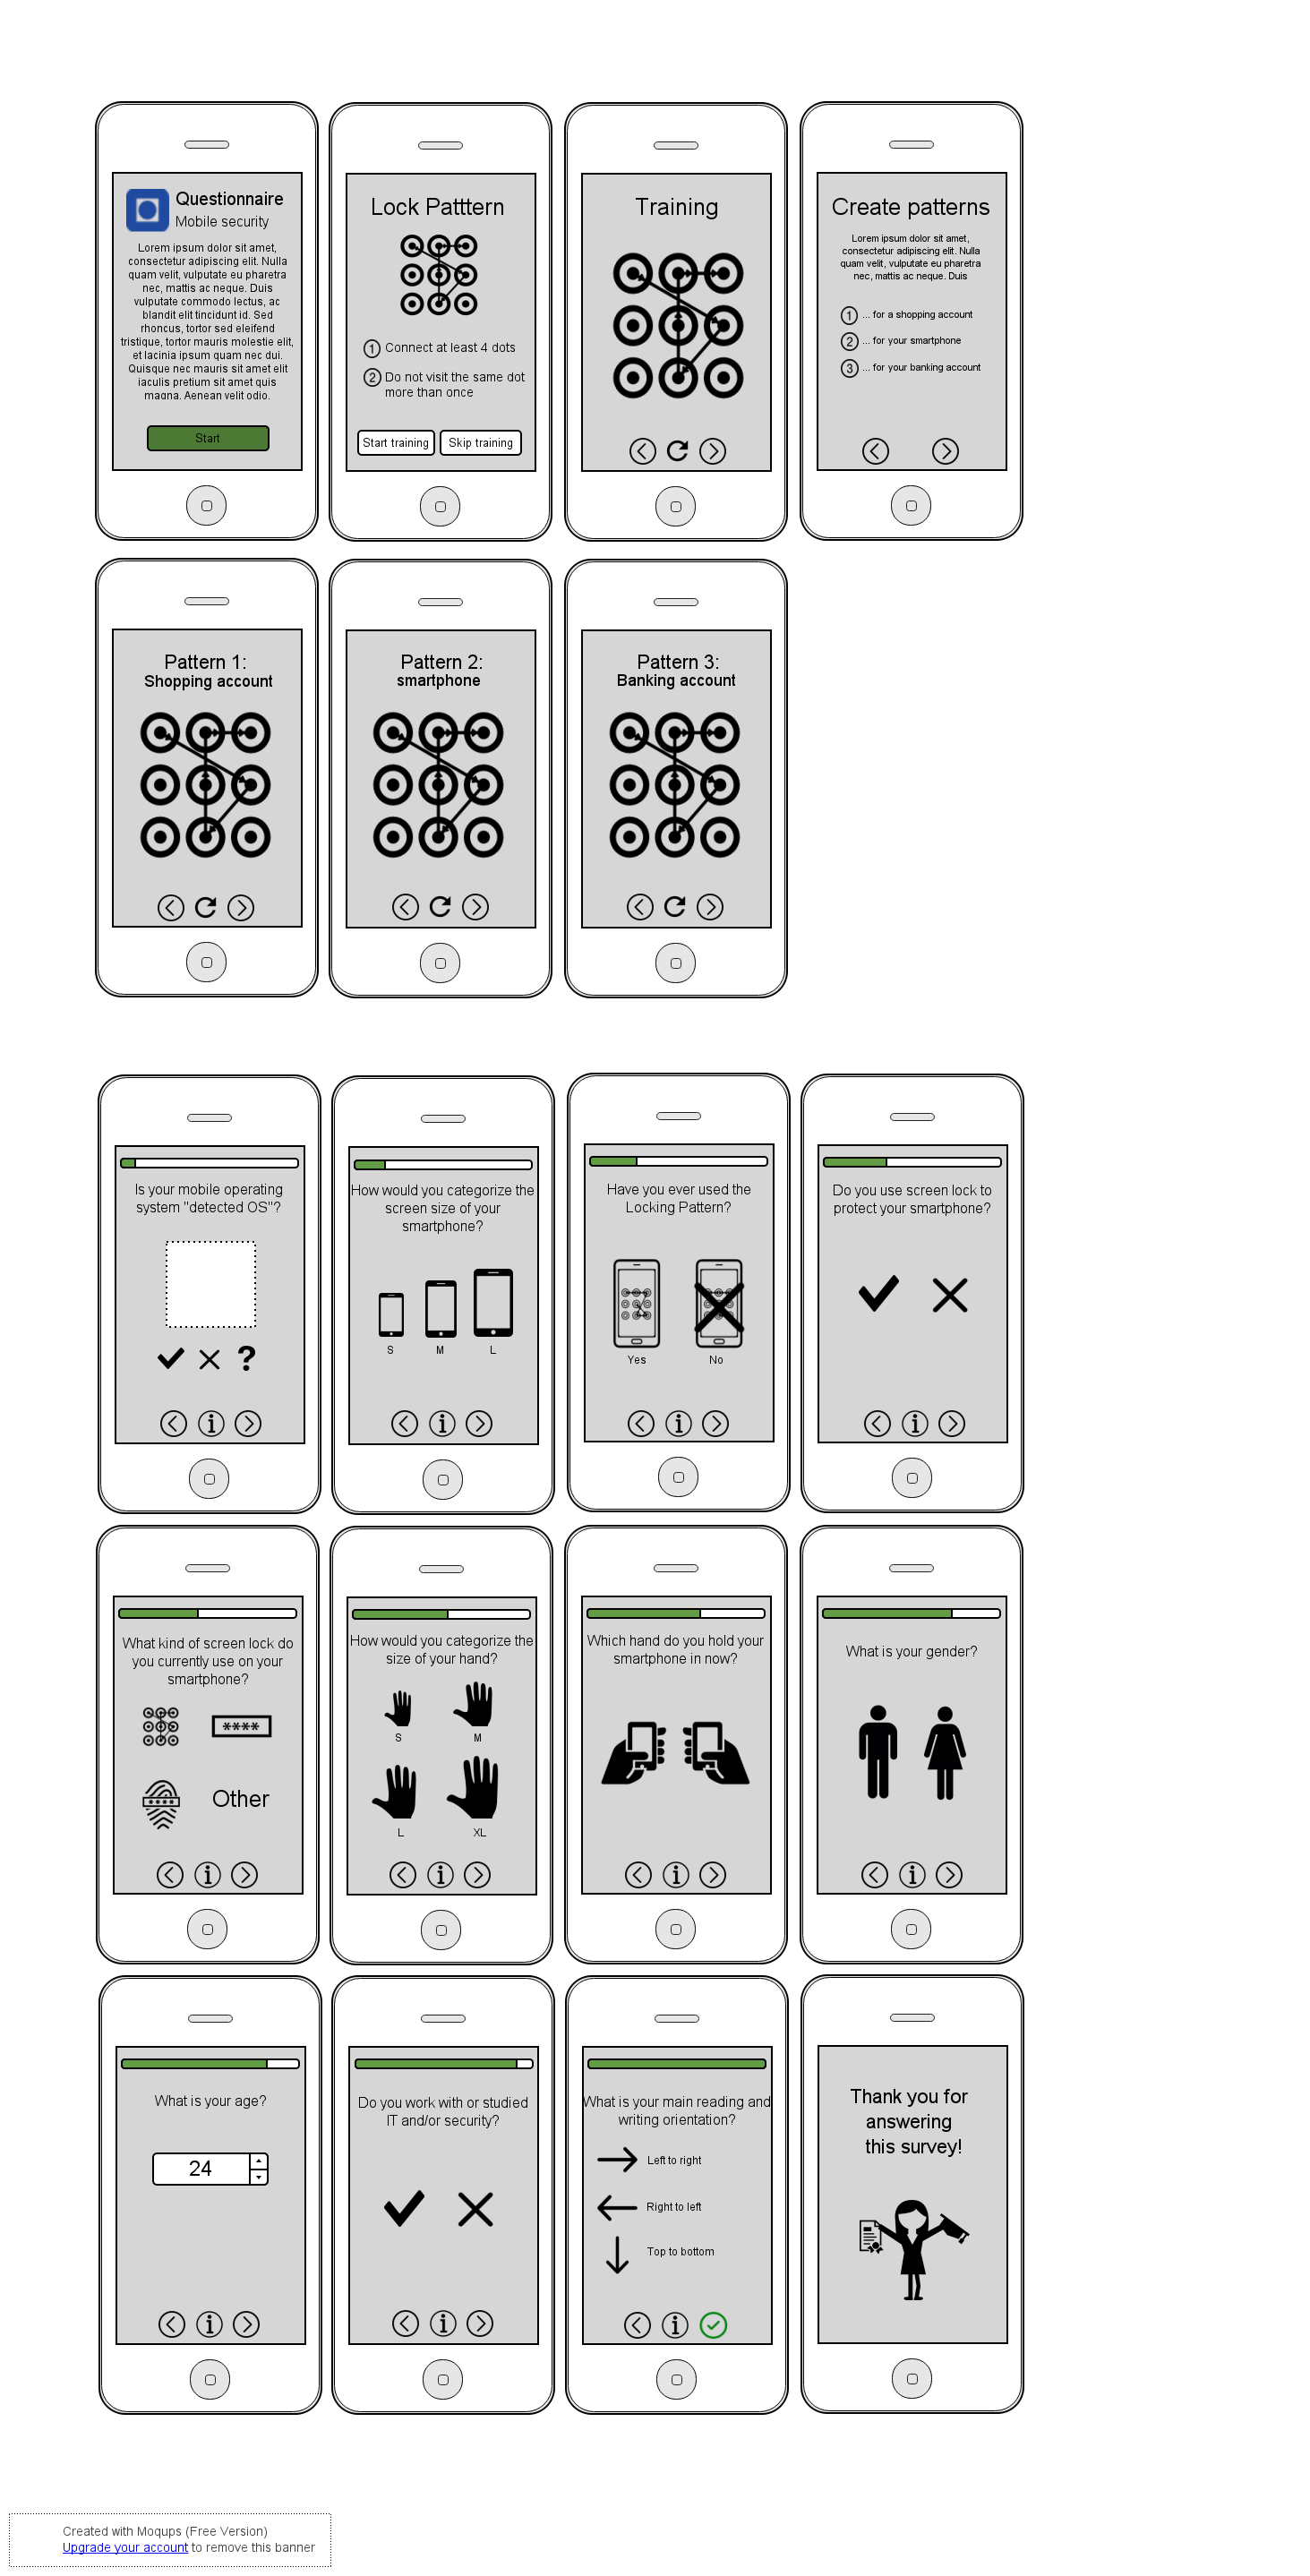 Questionnaire
Mobile security
Lorem ipsum dolor sit amet,
consectetur adipiscing elit. Nulla
quam velit, vulputate eu pharetra
nec, mattis ac neque. Duis
vulputate commodo lectus, ac
blandit elit tincidunt id. Sed
rhoncus, tortor sed eleifend
tristique, tortor mauris molestie elit,
et lacinia ipsum quam nec dui.
Quisque nec mauris sit amet elit
iaculis pretium sit amet quis
magna. Aenean velit odio,
Start
Lock Patttern
1 Connect at least 4 dots
2 Do not visit the same dot
more than once
Start training
Skip training
Training
Create patterns
Lorem ipsum dolor sit amet,
consectetur adipiscing elit. Nulla
quam velit, vulputate eu pharetra
nec, mattis ac neque. Duis
1 ... for a shopping account
2 ... for your smartphone
3 ... for your banking account
Pattern 1:
Shopping account
Pattern 2:
smartphone
Pattern 3:
Banking account
Is your mobile operating
system "detected OS"?
?
i
How would you categorize the
screen size of your
smartphone?
S M L
i
Have you ever used the
Locking Pattern?
Yes No
i
Do you use screen lock to
protect your smartphone?
i
What kind of screen lock do
you currently use on your
smartphone?
****
****
Other
i
How would you categorize the
size of your hand?
S M
L XL
i
Which hand do you hold your
smartphone in now?
i
What is your gender?
i
What is your age?
24
i
Do you work with or studied
IT and/or security?
i
What is your main reading and
writing orientation?
Left to right
Right to left
Top to bottom
i
Thank you for
answering
this survey!
Created with Moqups (Free Version)
Upgrade your account to remove this banner